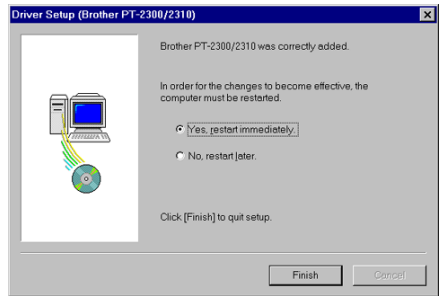 Driver Setup (Brother PT-2300/2310)
Brother PT-2300/2310 was correctly added.
In order for the changes to become effective, the
computer must be restarted.
Yes, restart immediately.
No, restart later.
Click [Finish] to quit setup.
Finish
Cancel